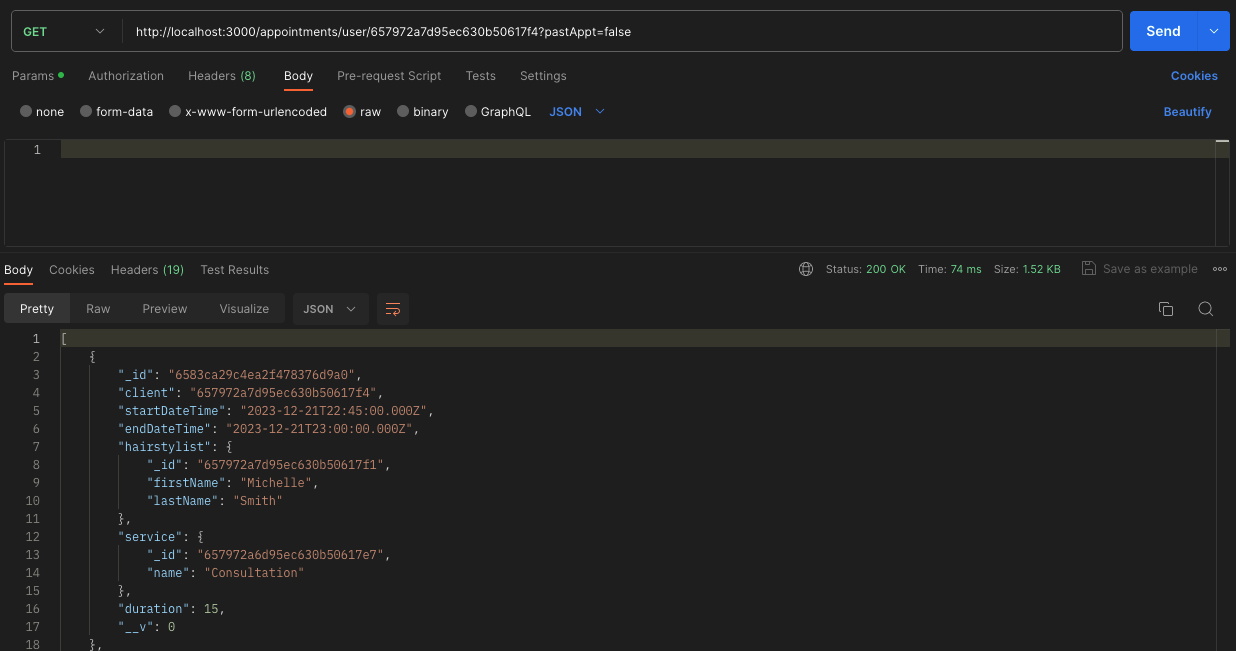 GET http://localhost:3000/appointments/user/657972a7d95ec630b50617f4?pastAppt=false Send
Params Authorization Headers (8) Body Pre-request Script Tests Settings Cookies
none form-data x-www-form-urlencoded raw binary GraphQL JSON Beautify
1
Body Cookies Headers (19) Test Results Status: 200 OK Time: 74 ms Size: 1.52 KB Save as example
Pretty Raw Preview Visualize JSON
1 [
2 {
3 "_id": "6583ca29c4ea2f478376d9a0",
4 "client": "657972a7d95ec630b50617f4",
5 "startDateTime": "2023-12-21T22:45:00.000Z",
6 "endDateTime": "2023-12-21T23:00:00.000Z",
7 "hairstylist": {
8 "_id": "657972a7d95ec630b50617f1",
9 "firstName": "Michelle",
10 "lastName": "Smith"
11 },
12 "service": {
13 "_id": "657972a6d95ec630b50617e7",
14 "name": "Consultation"
15 },
16 "duration": 15,
17 "__v": 0
18 },